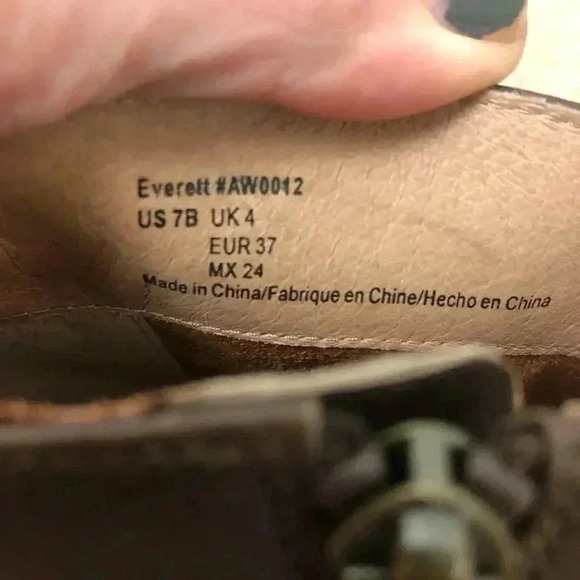 Everett #AW0012
US 7B UK 4
EUR 37
MX 24
Made in China/Fabrique en Chine/Hecho en China